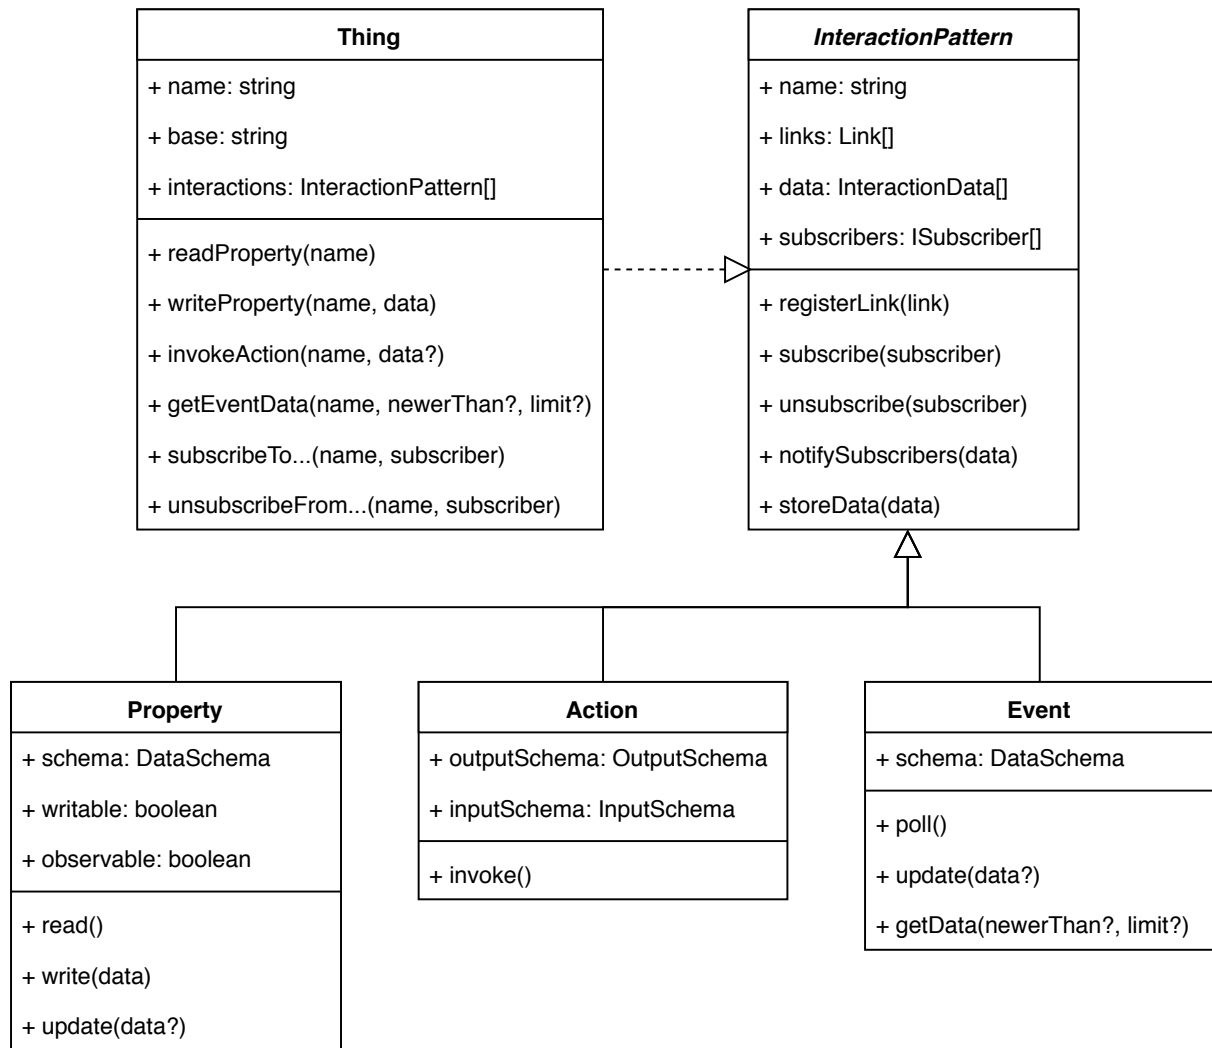 Thing
+ name: string
+ base: string
+ interactions: InteractionPattern[]
+ readProperty(name)
+ writeProperty(name, data)
+ invokeAction(name, data?)
+ getEventData(name, newerThan?, limit?)
+ subscribeTo...(name, subscriber)
+ unsubscribeFrom...(name, subscriber)
InteractionPattern
+ name: string
+ links: Link[]
+ data: InteractionData[]
+ subscribers: ISubscriber[]
+ registerLink(link)
+ subscribe(subscriber)
+ unsubscribe(subscriber)
+ notifySubscribers(data)
+ storeData(data)
Property
+ schema: DataSchema
+ writable: boolean
+ observable: boolean
+ read()
+ write(data)
+ update(data?)
Action
+ outputSchema: OutputSchema
+ inputSchema: InputSchema
+ invoke()
Event
+ schema: DataSchema
+ poll()
+ update(data?)
+ getData(newerThan?, limit?)